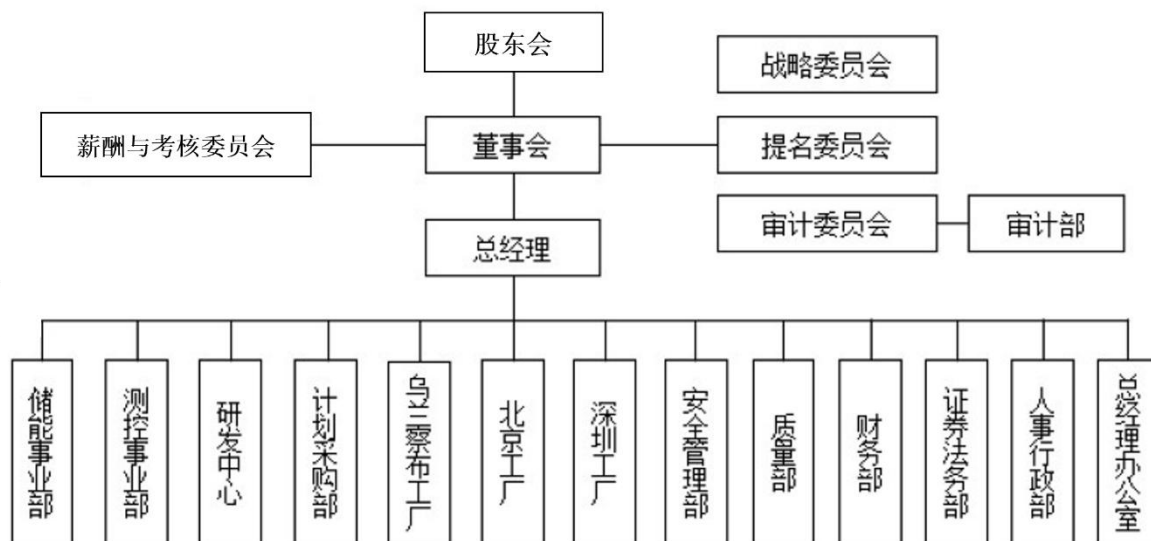 股东会
战略委员会
薪酬与考核委员会
董事会
提名委员会
审计委员会
审计部
总经理
储能事业部
测控事业部
研发中心
计划采购部
乌兰察布工厂
北京工厂
深圳工厂
安全管理部
质量部
财务部
证券法务部
人事行政部
总经理办公室